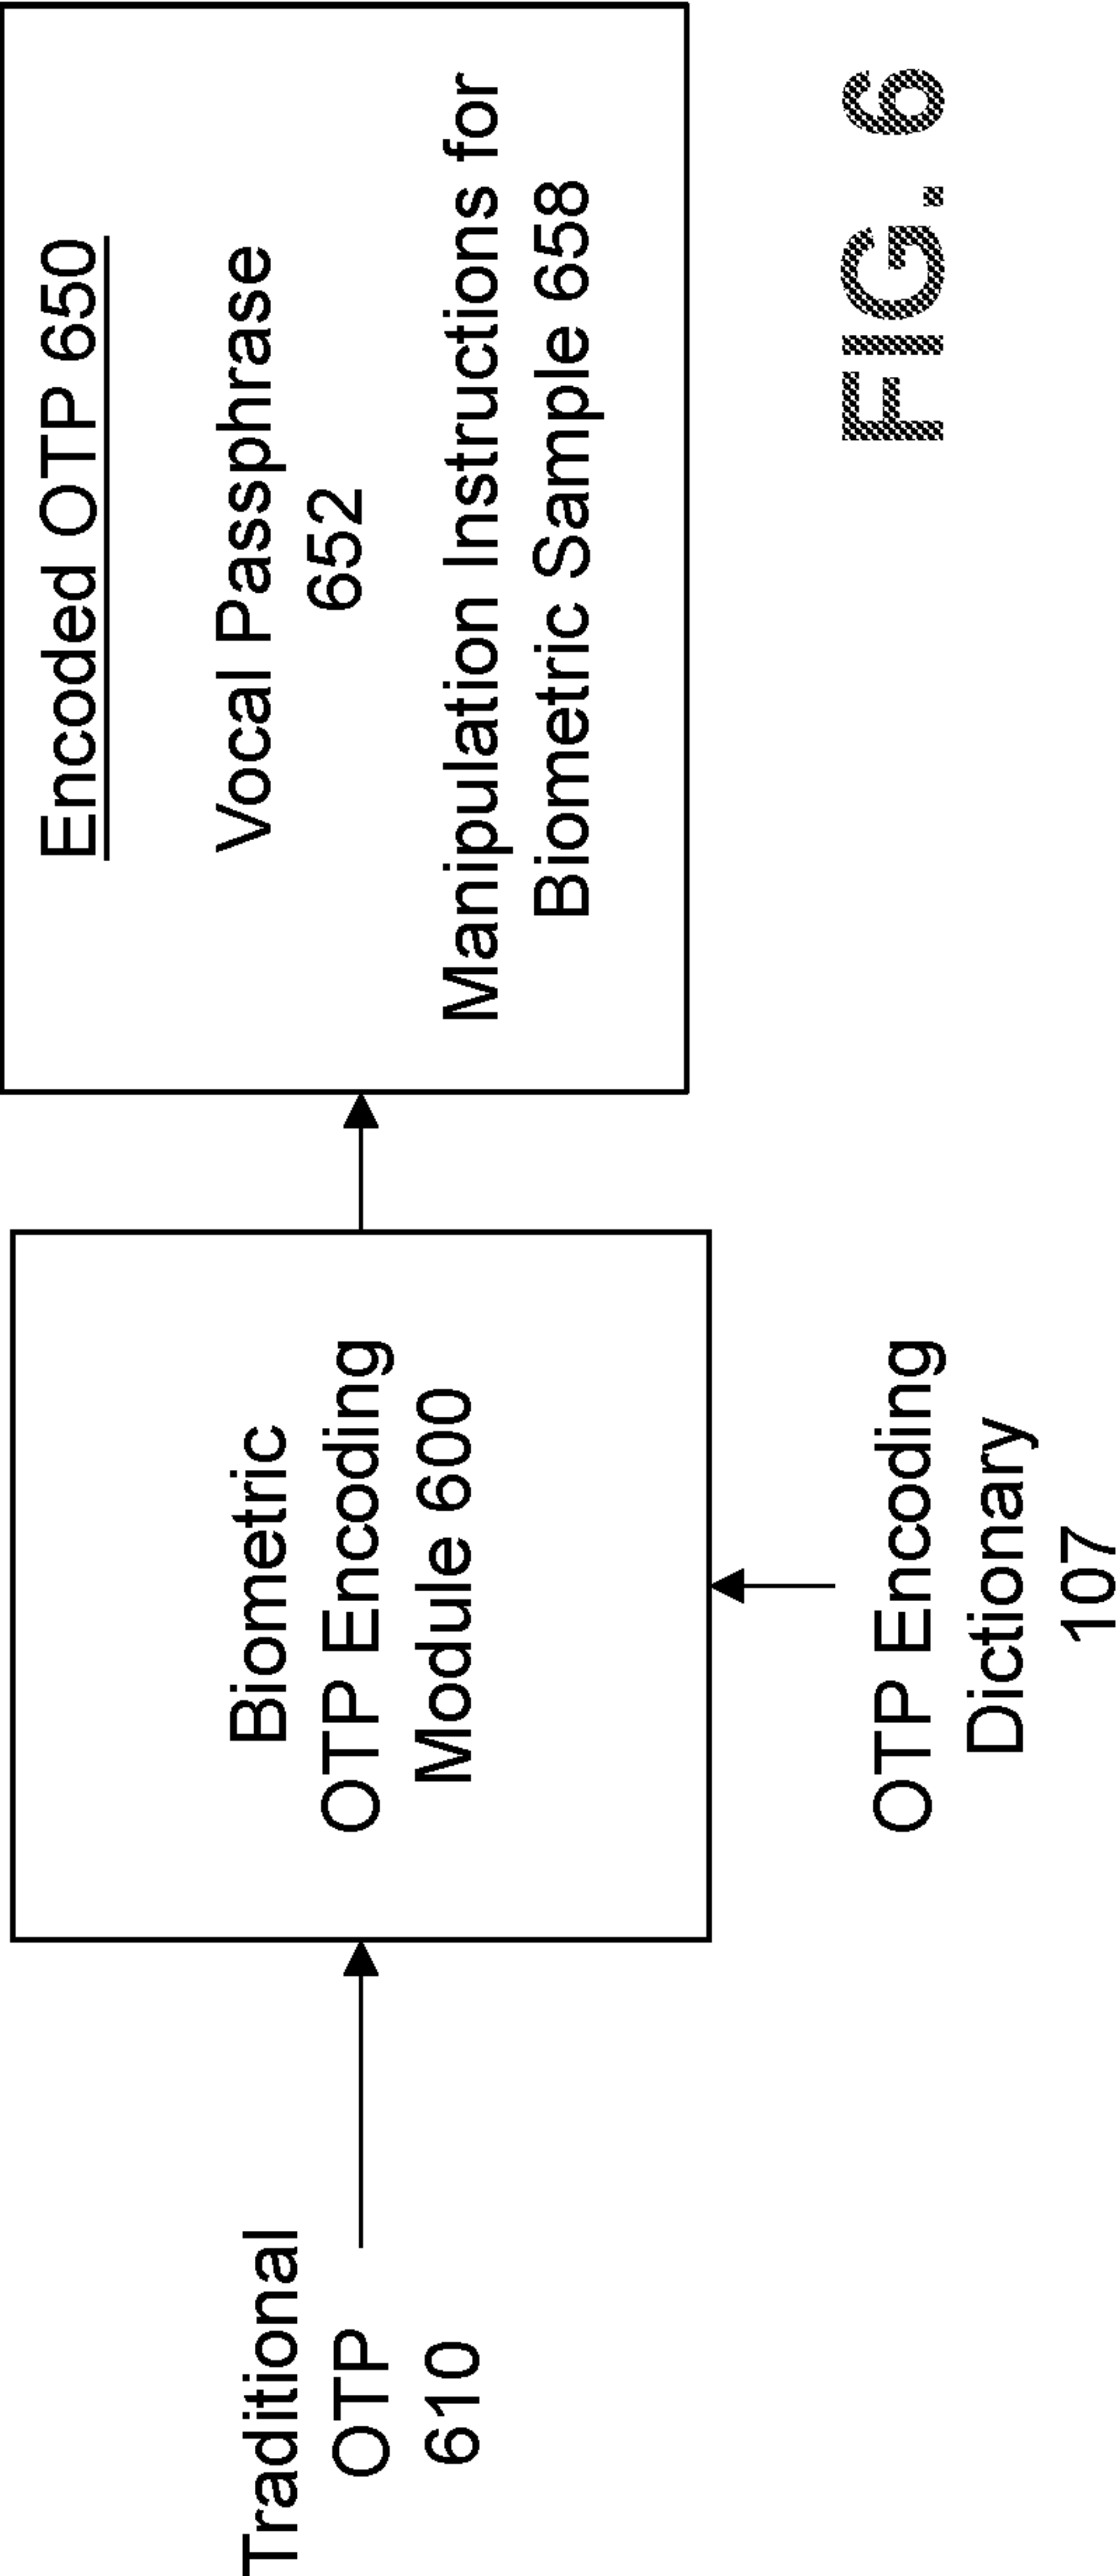 Traditional
OTP
610
Biometric
OTP Encoding
Module 600
OTP Encoding
Dictionary
107
Encoded OTP 650
Vocal Passphrase
652
Manipulation Instructions for
Biometric Sample 658
FIG. 6